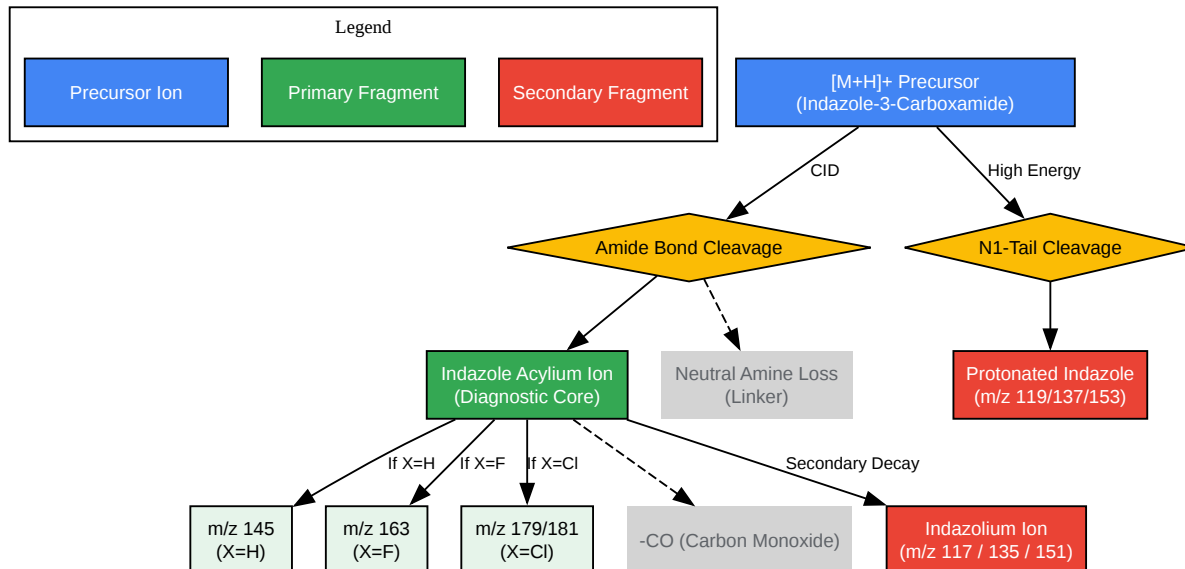 Legend
Precursor Ion
Primary Fragment
Secondary Fragment
[M+H]+ Precursor
(Indazole-3-Carboxamide)
CID
High Energy
Amide Bond Cleavage
N1-Tail Cleavage
Indazole Acylium Ion
(Diagnostic Core)
Neutral Amine Loss
(Linker)
Protonated Indazole
(m/z 119/137/153)
If X=H
If X=F
If X=Cl
Secondary Decay
m/z 145
(X=H)
m/z 163
(X=F)
m/z 179/181
(X=Cl)
-CO (Carbon Monoxide)
Indazolium Ion
(m/z 117 / 135 / 151)